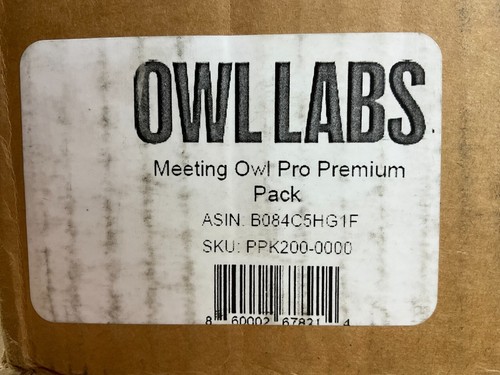 OWL LABS
Meeting Owl Pro Premium
Pack
ASIN: B084C5HG1F
SKU: PPK200-0000
8 60002 67821 4